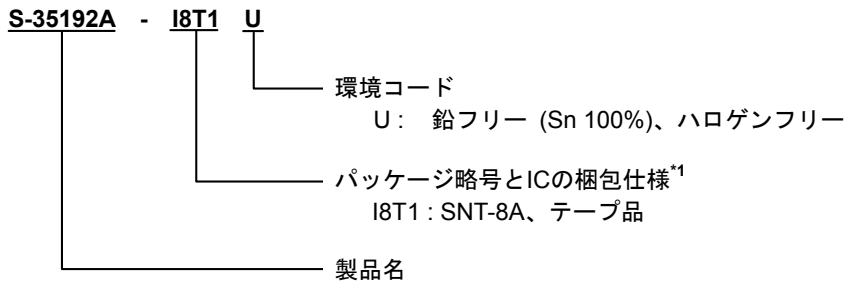 S-35192A - I8T1 U
環境コード
U : 鉛フリー (Sn 100%)、ハロゲンフリー
パッケージ略号とICの梱包仕様*1
I8T1 : SNT-8A、テープ品
製品名